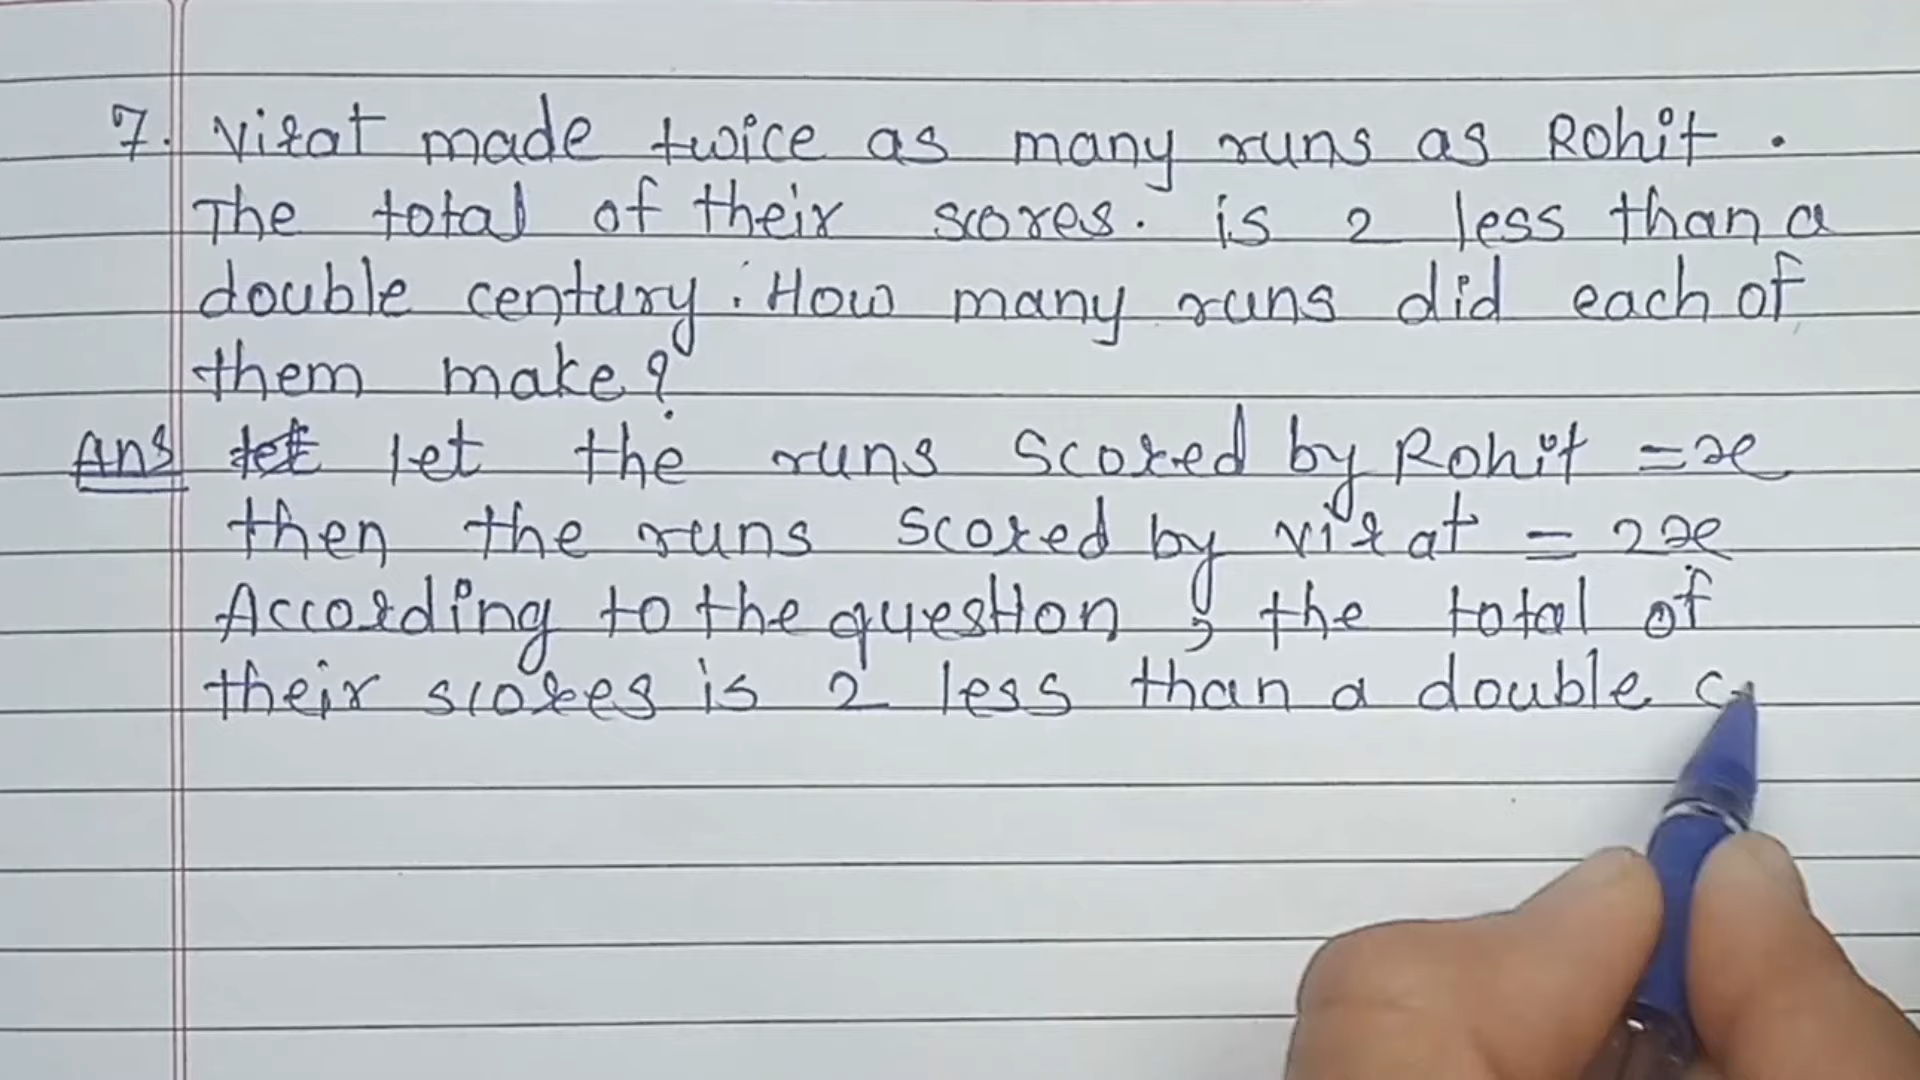 7. Virat made twice as many runs as Rohit.
The total of their scores. is 2 less than a
double century. How many runs did each of
them make?
Ans let let the runs Scored by Rohit = x
then the runs scored by virat = 2x
According to the question, the total of
their scores is 2 less than a double c